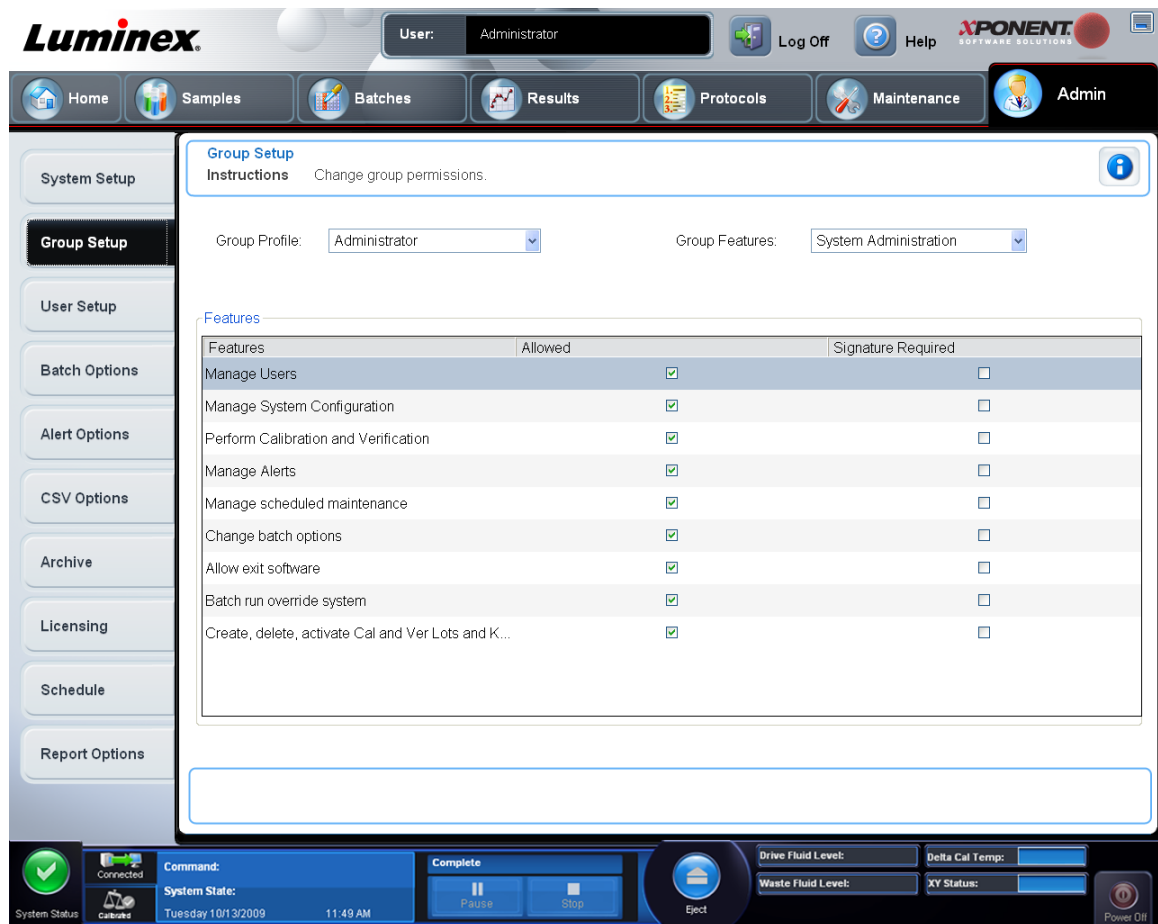 Luminex.
User: Administrator
Log Off
Help
XPONENT.
SOFTWARE SOLUTIONS
Home
Samples
Batches
Results
Protocols
Maintenance
Admin
System Setup
Group Setup
User Setup
Batch Options
Alert Options
CSV Options
Archive
Licensing
Schedule
Report Options
Group Setup
Instructions Change group permissions.
Group Profile: Administrator
Group Features: System Administration
Features
Features Allowed Signature Required
Manage Users
Manage System Configuration
Perform Calibration and Verification
Manage Alerts
Manage scheduled maintenance
Change batch options
Allow exit software
Batch run override system
Create, delete, activate Cal and Ver Lots and K...
System Status
Connected
Calibrated
Command:
System State:
Tuesday 10/13/2009 11:49 AM
Complete
Pause
Stop
Eject
Drive Fluid Level:
Waste Fluid Level:
Delta Cal Temp:
XY Status:
Power Off